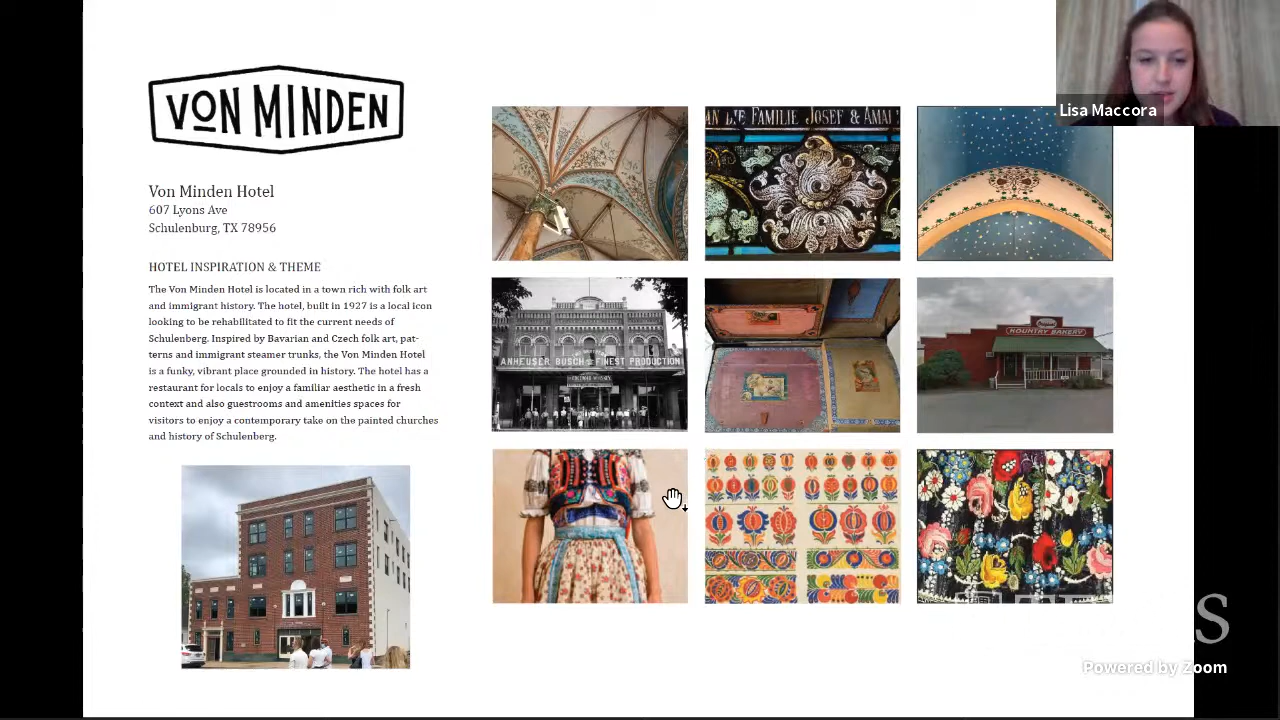 VON MINDEN
Von Minden Hotel
607 Lyons Ave
Schulenburg, TX 78956
HOTEL INSPIRATION & THEME
The Von Minden Hotel is located in a town rich with folk art
and immigrant history. The hotel, built in 1927 is a local icon
looking to be rehabilitated to fit the current needs of
Schulenberg. Inspired by Bavarian and Czech folk art, pat-
terns and immigrant steamer trunks, the Von Minden Hotel
is a funky, vibrant place grounded in history. The hotel has a
restaurant for locals to enjoy a familiar aesthetic in a fresh
context and also guestrooms and amenities spaces for
visitors to enjoy a contemporary take on the painted churches
and history of Schulenberg.
DIE FAMILIE JOSEF & AMAL
ANHEUSER BUSCH FINEST PRODUCTION
KOUNTRY BAKERY
Lisa Maccora
Powered by Zoom